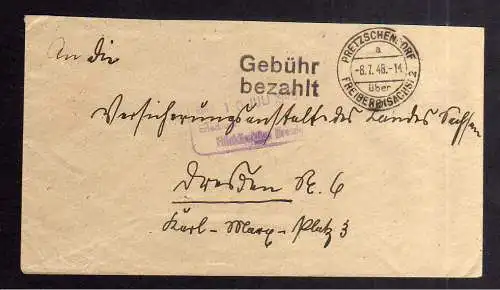 An die
Gebühr
bezahlt
PRETZSCHENDORF
a
-8.7.48.-14
über
FREIBERG (SACHS) 2
Versicherungsanstalt des Landes Sachsen
Dresden N. 6
Karl-Marx-Platz 3